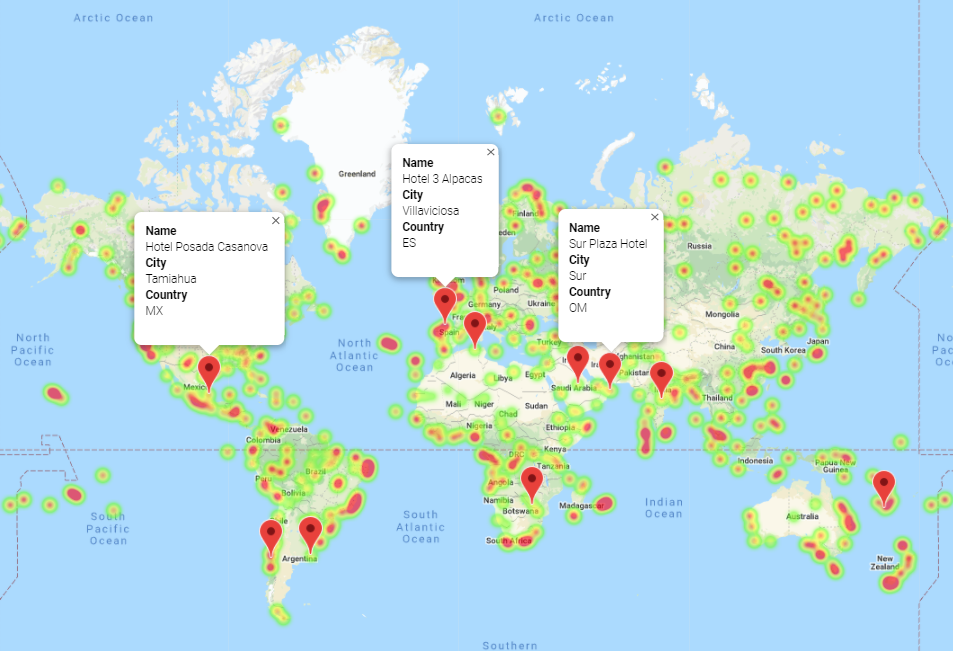 Arctic Ocean
Arctic Ocean
Greenland
Name
Hotel 3 Alpacas
City
Villaviciosa
Country
ES
Name
Hotel Posada Casanova
City
Tamiahua
Country
MX
Name
Sur Plaza Hotel
City
Sur
Country
OM
Finland
Russia
Poland
Germany
Ukraine
Spain
Turkey
Mongolia
China
South Korea
Japan
Afghanistan
Pakistan
North
Pacific
Ocean
North
Atlantic
Ocean
Algeria
Libya
Egypt
Saudi Arabia
Mexico
Mali
Niger
Chad
Sudan
Thailand
Nigeria
Ethiopia
Venezuela
Colombia
DRC
Kenya
Tanzania
Indonesia
Papua New
Guinea
Peru
Brazil
Bolivia
Angola
Namibia
Botswana
Madagascar
South
Pacific
Ocean
South
Atlantic
Ocean
Indian
Ocean
Australia
South Africa
Argentina
New
Zealand
Southern